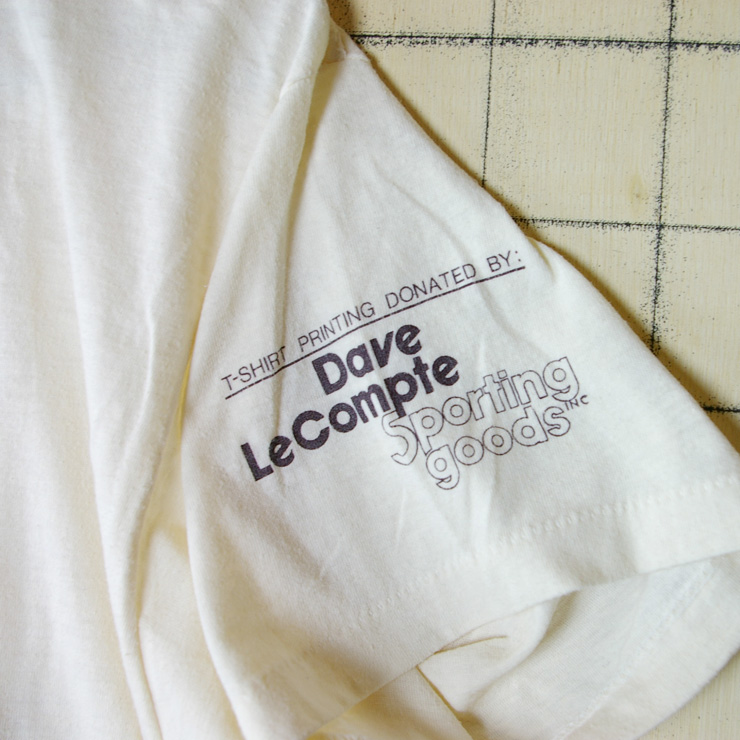 T-SHIRT PRINTING DONATED BY:
Dave
LeCompte
Sporting
goods INC